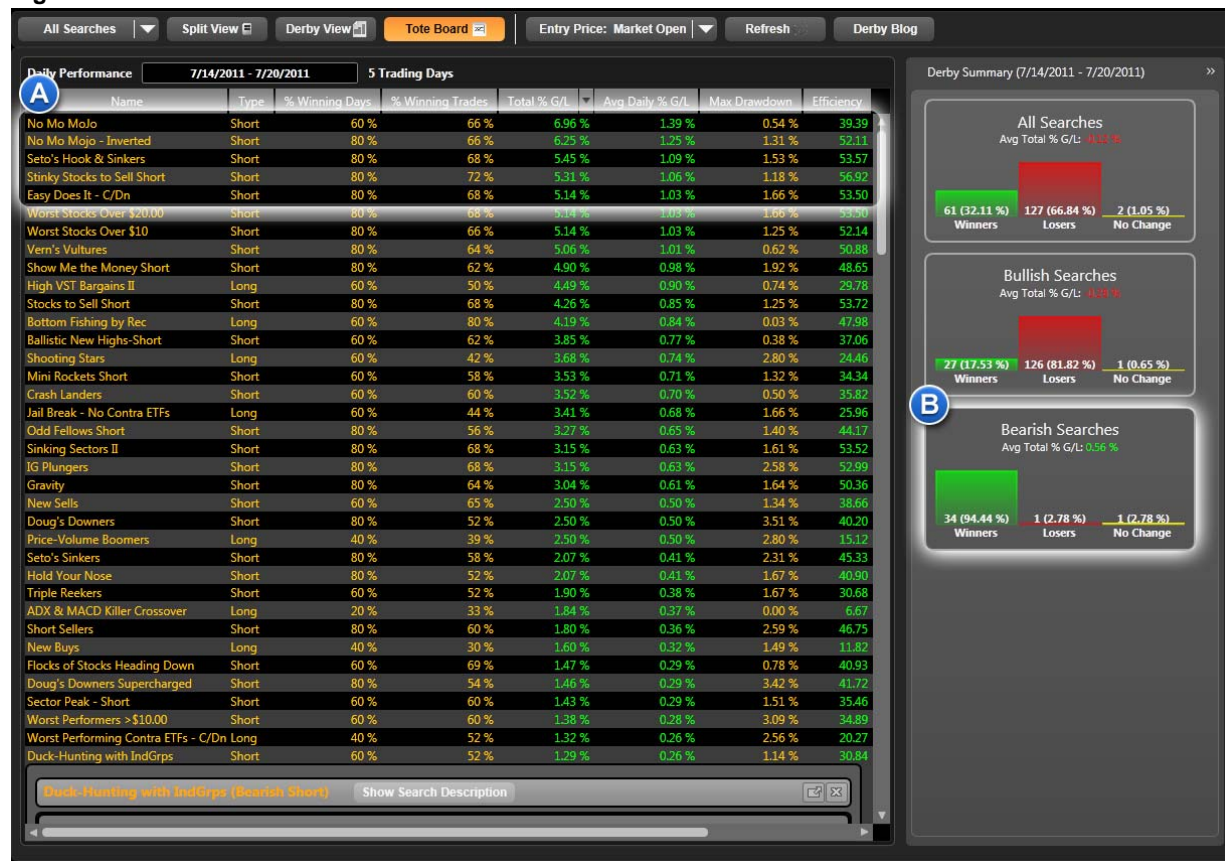 All Searches Split View Derby View Tote Board Entry Price: Market Open Refresh Derby Blog
Daily Performance 7/14/2011 - 7/20/2011 5 Trading Days
A
Name Type % Winning Days % Winning Trades Total % G/L Avg Daily % G/L Max Drawdown Efficiency
No Mo MoJo Short 60 % 66 % 6.96 % 1.39 % 0.54 % 39.39
No Mo Mojo - Inverted Short 80 % 66 % 6.25 % 1.25 % 1.31 % 52.11
Seto's Hook & Sinkers Short 80 % 68 % 5.45 % 1.09 % 1.53 % 53.57
Stinky Stocks to Sell Short Short 80 % 72 % 5.31 % 1.06 % 1.18 % 56.92
Easy Does It - C/Dn Short 80 % 68 % 5.14 % 1.03 % 1.66 % 53.50
Worst Stocks Over $20.00 Short 80 % 68 % 5.14 % 1.03 % 1.66 % 53.50
Worst Stocks Over $10 Short 80 % 66 % 5.14 % 1.03 % 1.25 % 52.14
Vern's Vultures Short 80 % 64 % 5.06 % 1.01 % 0.62 % 50.88
Show Me the Money Short Short 80 % 62 % 4.90 % 0.98 % 1.92 % 48.65
High VST Bargains II Long 60 % 50 % 4.49 % 0.90 % 0.74 % 29.78
Stocks to Sell Short Short 80 % 68 % 4.26 % 0.85 % 1.25 % 53.72
Bottom Fishing by Rec Long 60 % 80 % 4.19 % 0.84 % 0.03 % 47.98
Ballistic New Highs-Short Short 60 % 62 % 3.85 % 0.77 % 0.38 % 37.06
Shooting Stars Long 60 % 42 % 3.68 % 0.74 % 2.80 % 24.46
Mini Rockets Short Short 60 % 58 % 3.53 % 0.71 % 1.32 % 34.34
Crash Landers Short 60 % 60 % 3.52 % 0.70 % 0.50 % 35.82
Jail Break - No Contra ETFs Long 60 % 44 % 3.41 % 0.68 % 1.66 % 25.96
Odd Fellows Short Short 80 % 56 % 3.27 % 0.65 % 1.40 % 44.17
Sinking Sectors II Short 80 % 68 % 3.15 % 0.63 % 1.61 % 53.52
IG Plungers Short 80 % 68 % 3.15 % 0.63 % 2.58 % 52.99
Gravity Short 80 % 64 % 3.04 % 0.61 % 1.64 % 50.36
New Sells Short 60 % 65 % 2.50 % 0.50 % 1.34 % 38.66
Doug's Downers Short 80 % 52 % 2.50 % 0.50 % 3.51 % 40.20
Price-Volume Boomers Long 40 % 39 % 2.50 % 0.50 % 2.80 % 15.12
Seto's Sinkers Short 80 % 58 % 2.07 % 0.41 % 2.31 % 45.33
Hold Your Nose Short 80 % 52 % 2.07 % 0.41 % 1.67 % 40.90
Triple Reekers Short 60 % 52 % 1.90 % 0.38 % 1.67 % 30.68
ADX & MACD Killer Crossover Long 20 % 33 % 1.84 % 0.37 % 0.00 % 6.67
Short Sellers Short 80 % 60 % 1.80 % 0.36 % 2.59 % 46.75
New Buys Long 40 % 30 % 1.60 % 0.32 % 1.49 % 11.82
Flocks of Stocks Heading Down Short 60 % 69 % 1.47 % 0.29 % 0.78 % 40.93
Doug's Downers Supercharged Short 80 % 54 % 1.46 % 0.29 % 3.42 % 41.72
Sector Peak - Short Short 60 % 60 % 1.43 % 0.29 % 1.51 % 35.46
Worst Performers >$10.00 Short 60 % 60 % 1.38 % 0.28 % 3.09 % 34.89
Worst Performing Contra ETFs - C/Dn Long 40 % 52 % 1.32 % 0.26 % 2.56 % 20.27
Duck-Hunting with IndGrps Short 60 % 52 % 1.29 % 0.26 % 1.14 % 30.84
Duck-Hunting with IndGrps (Bearish Short) Show Search Description
Derby Summary (7/14/2011 - 7/20/2011) »
All Searches
Avg Total % G/L:
61 (32.11 %) 127 (66.84 %) 2 (1.05 %)
Winners Losers No Change
Bullish Searches
Avg Total % G/L:
27 (17.53 %) 126 (81.82 %) 1 (0.65 %)
Winners Losers No Change
B
Bearish Searches
Avg Total % G/L: 0.56 %
34 (94.44 %) 1 (2.78 %) 1 (2.78 %)
Winners Losers No Change